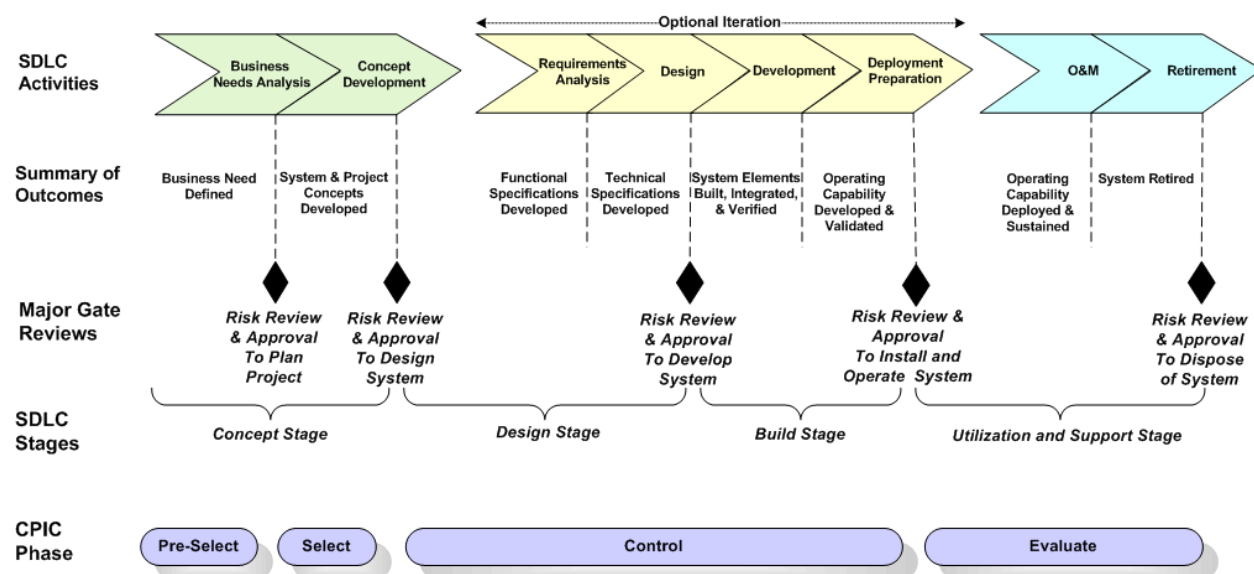 Optional Iteration
SDLC
Activities
Business
Needs Analysis
Concept
Development
Requirements
Analysis
Design
Development
Deployment
Preparation
O&M
Retirement
Summary of
Outcomes
Business Need
Defined
System & Project
Concepts
Developed
Functional
Specifications
Developed
Technical
Specifications
Developed
System Elements
Built, Integrated,
& Verified
Operating
Capability
Developed &
Validated
Operating
Capability
Deployed &
Sustained
System Retired
Major Gate
Reviews
Risk Review
& Approval
To Plan
Project
Risk Review
& Approval
To Design
System
Risk Review
& Approval
To Develop
System
Risk Review &
Approval
To Install and
Operate System
Risk Review
& Approval
To Dispose
of System
SDLC
Stages
Concept Stage
Design Stage
Build Stage
Utilization and Support Stage
CPIC
Phase
Pre-Select
Select
Control
Evaluate